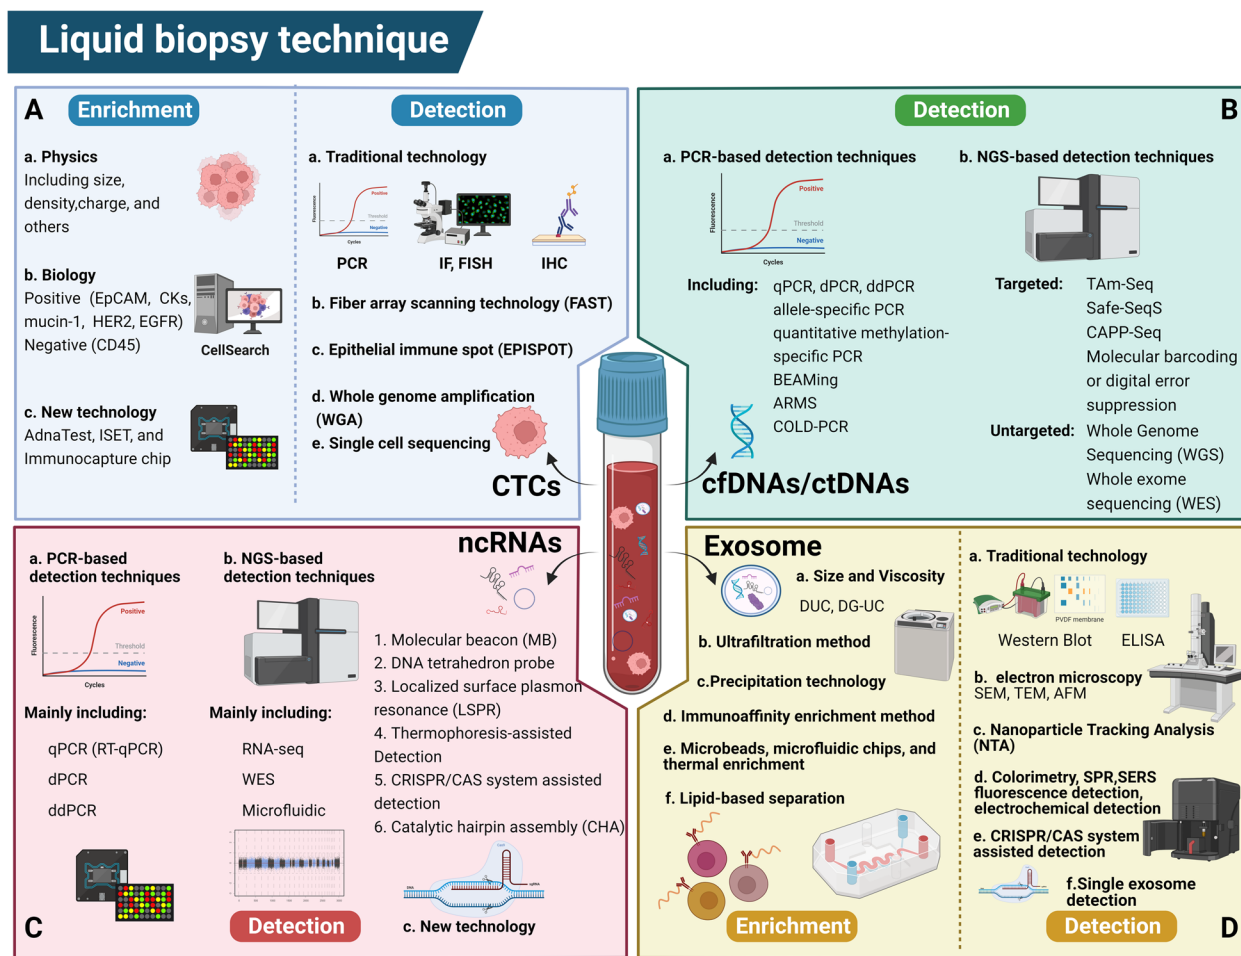 Liquid biopsy technique
A
Enrichment
a. Physics
Including size,
density,charge, and
others
b. Biology
Positive (EpCAM, CKs,
mucin-1, HER2, EGFR)
Negative (CD45)
CellSearch
c. New technology
AdnaTest, ISET, and
Immunocapture chip
Detection
a. Traditional technology
Fluorescence
Positive
Threshold
Negative
Cycles
PCR
IF, FISH
IHC
b. Fiber array scanning technology (FAST)
c. Epithelial immune spot (EPISPOT)
d. Whole genome amplification
(WGA)
e. Single cell sequencing
CTCs
Detection
B
a. PCR-based detection techniques
Fluorescence
Positive
Threshold
Negative
Cycles
Including:
qPCR, dPCR, ddPCR
allele-specific PCR
quantitative methylation-
specific PCR
BEAMing
ARMS
COLD-PCR
b. NGS-based detection techniques
Targeted:
TAm-Seq
Safe-SeqS
CAPP-Seq
Molecular barcoding
or digital error
suppression
Untargeted:
Whole Genome
Sequencing (WGS)
Whole exome
sequencing (WES)
cfDNAs/ctDNAs
ncRNAs
a. PCR-based
detection techniques
Fluorescence
Positive
Threshold
Negative
Cycles
Mainly including:
qPCR (RT-qPCR)
dPCR
ddPCR
b. NGS-based
detection techniques
Mainly including:
RNA-seq
WES
Microfluidic
1. Molecular beacon (MB)
2. DNA tetrahedron probe
3. Localized surface plasmon
resonance (LSPR)
4. Thermophoresis-assisted
Detection
5. CRISPR/CAS system assisted
detection
6. Catalytic hairpin assembly (CHA)
DNA
sgRNA
c. New technology
C
Detection
Exosome
a. Size and Viscosity
DUC, DG-UC
b. Ultrafiltration method
c.Precipitation technology
d. Immunoaffinity enrichment method
e. Microbeads, microfluidic chips, and
thermal enrichment
f. Lipid-based separation
Enrichment
a. Traditional technology
PVDF membrane
Western Blot
ELISA
b. electron microscopy
SEM, TEM, AFM
c. Nanoparticle Tracking Analysis
(NTA)
d. Colorimetry, SPR,SERS
fluorescence detection,
electrochemical detection
e. CRISPR/CAS system
assisted detection
f.Single exosome
detection
Detection
D